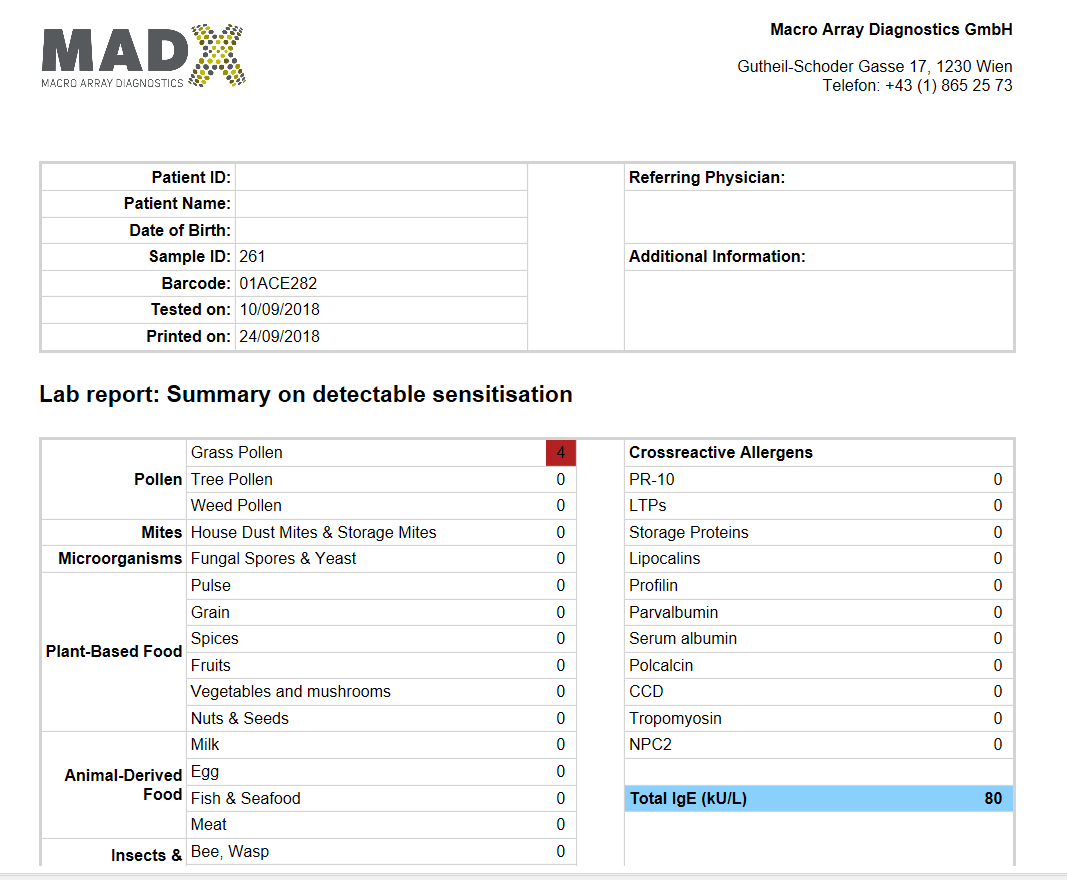 MADX
MACRO ARRAY DIAGNOSTICS
Macro Array Diagnostics GmbH
Gutheil-Schoder Gasse 17, 1230 Wien
Telefon: +43 (1) 865 25 73
Patient ID:
Patient Name:
Date of Birth:
Sample ID: 261
Barcode: 01ACE282
Tested on: 10/09/2018
Printed on: 24/09/2018
Referring Physician:
Additional Information:
Lab report: Summary on detectable sensitisation
Pollen
Grass Pollen 4
Tree Pollen 0
Weed Pollen 0
Mites House Dust Mites & Storage Mites 0
Microorganisms Fungal Spores & Yeast 0
Plant-Based Food
Pulse 0
Grain 0
Spices 0
Fruits 0
Vegetables and mushrooms 0
Nuts & Seeds 0
Animal-Derived
Food
Milk 0
Egg 0
Fish & Seafood 0
Meat 0
Insects & Bee, Wasp 0
Crossreactive Allergens
PR-10 0
LTPs 0
Storage Proteins 0
Lipocalins 0
Profilin 0
Parvalbumin 0
Serum albumin 0
Polcalcin 0
CCD 0
Tropomyosin 0
NPC2 0
Total IgE (kU/L) 80